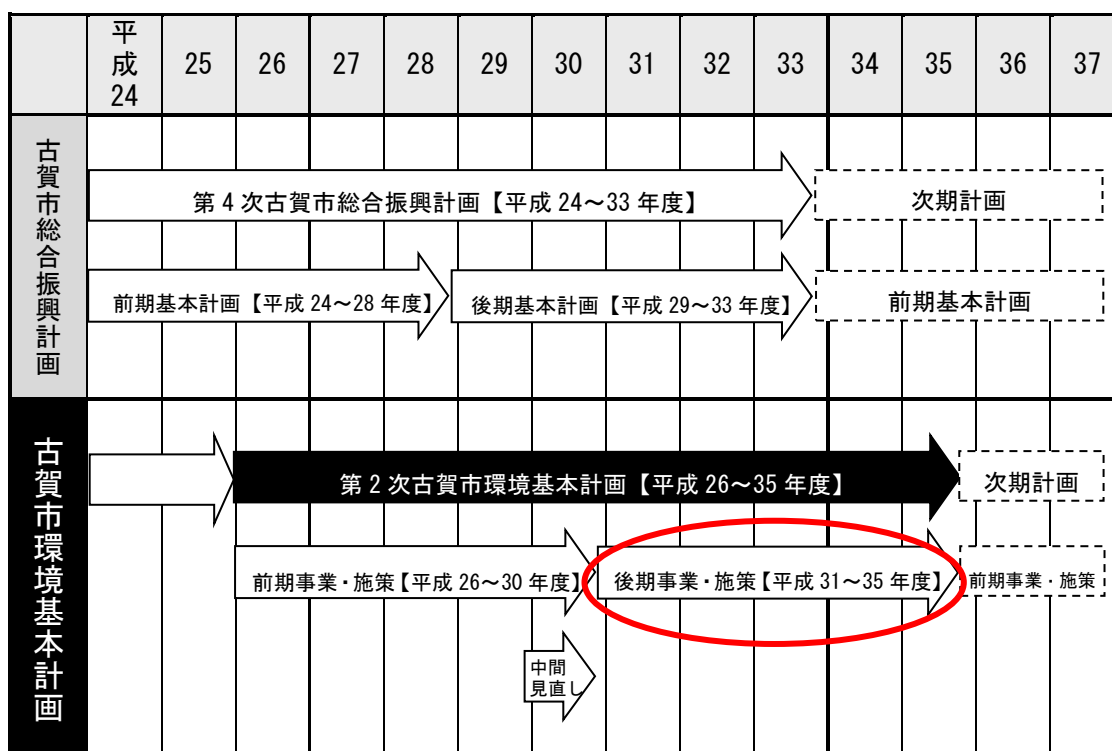 平成24 25 26 27 28 29 30 31 32 33 34 35 36 37
古賀市総合振興計画
第4次古賀市総合振興計画【平成24～33年度】 次期計画
前期基本計画【平成24～28年度】 後期基本計画【平成29～33年度】 前期基本計画
古賀市環境基本計画
第2次古賀市環境基本計画【平成26～35年度】 次期計画
前期事業・施策【平成26～30年度】 後期事業・施策【平成31～35年度】 前期事業・施策
中間
見直し